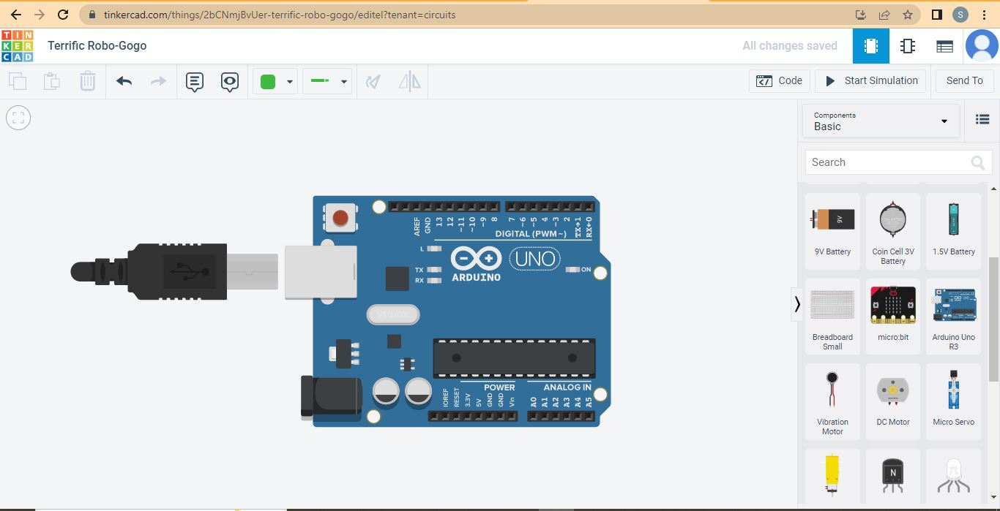 tinkercad.com/things/2bCNmjBvUer-terrific-robo-gogo/editel?tenant=circuits
S
TIN
KER
CAD
Terrific Robo-Gogo
All changes saved
Code
Start Simulation
Send To
Components
Basic
Search
AREF
GND
13
12
~11
~10
~9
8
7
~6
~5
~4
~3
2
TX→1
RX←0
DIGITAL (PWM ~)
L
TX
RX
UNO
ARDUINO
ON
POWER
ANALOG IN
IOREF
RESET
3.3V
5V
GND
GND
Vin
A0
A1
A2
A3
A4
A5
9V
9V Battery
Coin Cell 3V
Battery
1.5V Battery
Breadboard
Small
micro:bit
Arduino Uno
R3
Vibration
Motor
DC Motor
Micro Servo
N